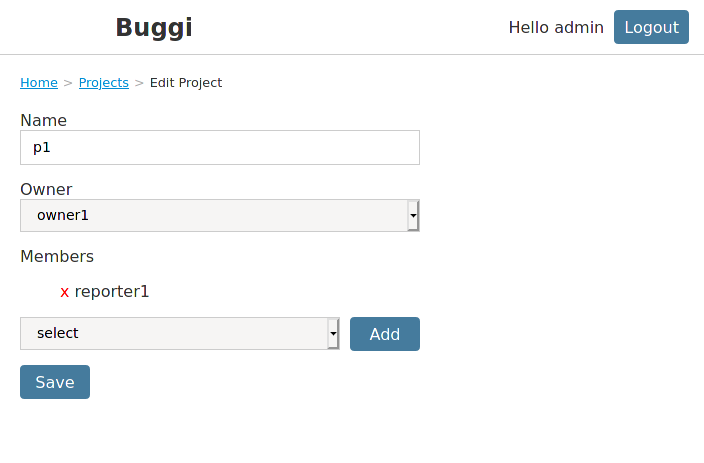 Buggi
Hello admin Logout
Home > Projects > Edit Project
Name
p1
Owner
owner1
Members
x reporter1
select Add
Save